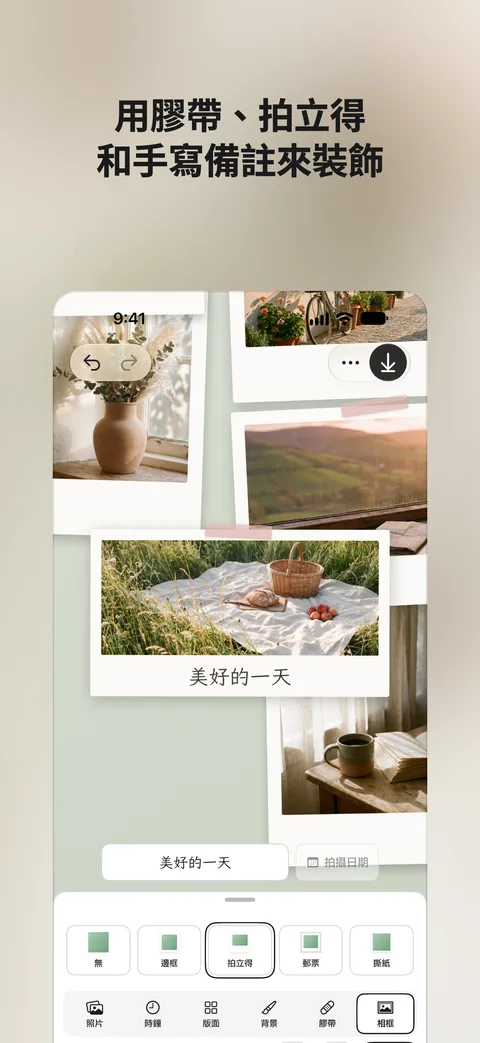 用膠帶、拍立得
和手寫備註來裝飾
9:41
美好的一天
美好的一天
拍攝日期
無
邊框
拍立得
郵票
撕紙
照片
時鐘
版面
背景
膠帶
相框